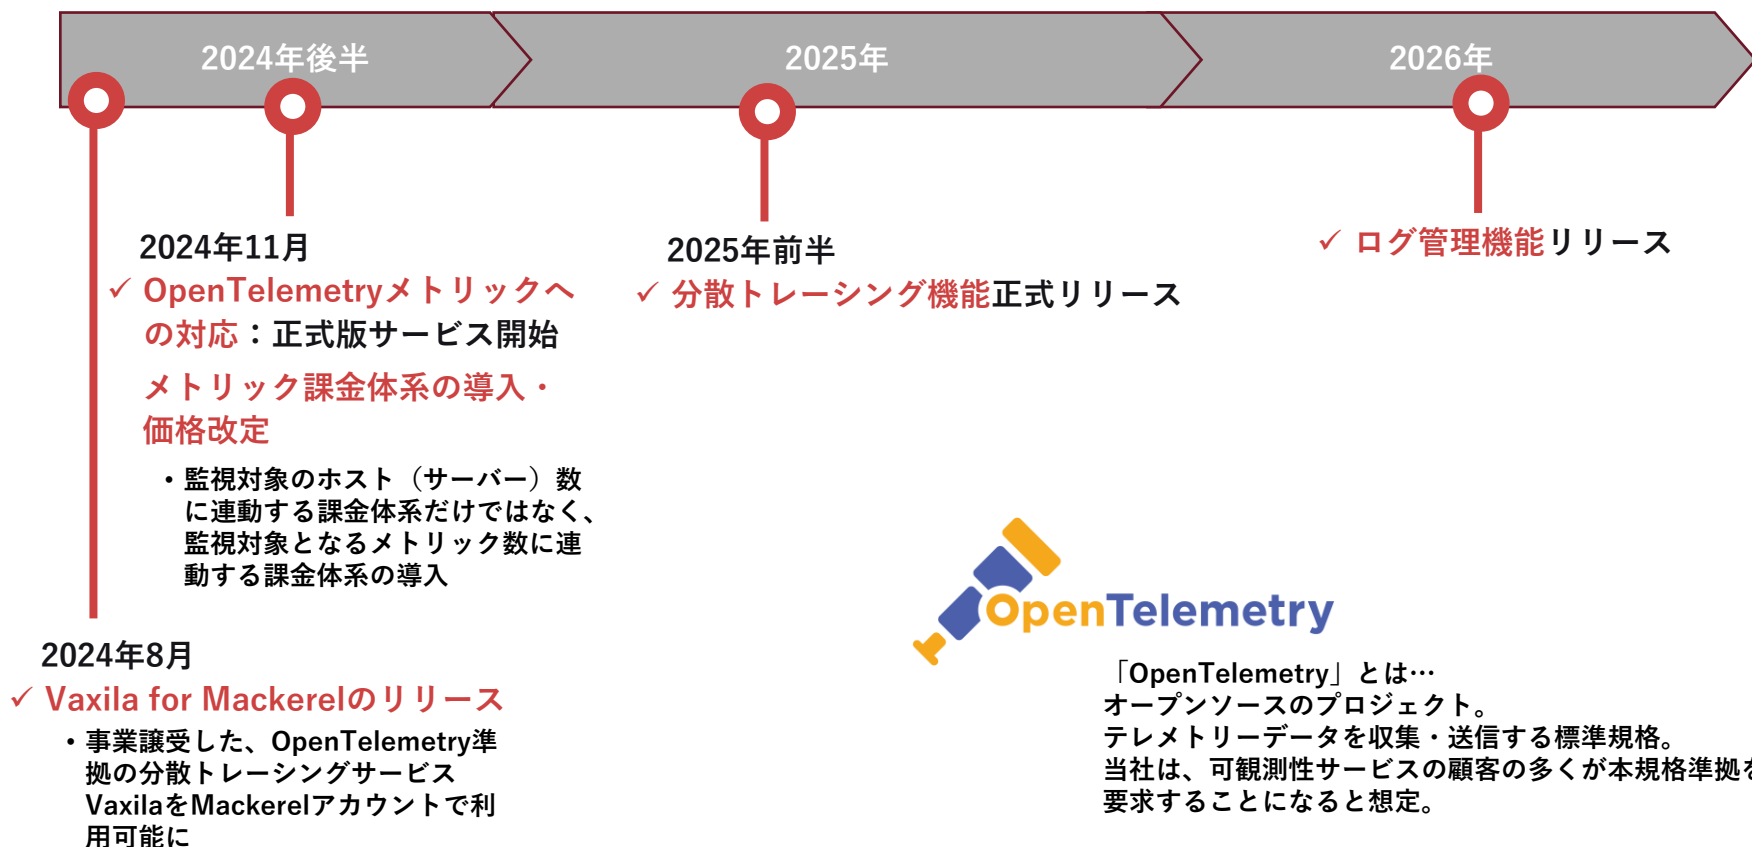 2024年後半
2025年
2026年
2024年11月
✓ OpenTelemetryメトリックへ
の対応：正式版サービス開始
メトリック課金体系の導入・
価格改定
・監視対象のホスト（サーバー）数
に連動する課金体系だけではなく、
監視対象となるメトリック数に連
動する課金体系の導入
2025年前半
✓ 分散トレーシング機能正式リリース
✓ ログ管理機能リリース
2024年8月
✓ Vaxila for Mackerelのリリース
・事業譲受した、OpenTelemetry準
拠の分散トレーシングサービス
VaxilaをMackerelアカウントで利
用可能に
OpenTelemetry
「OpenTelemetry」とは…
オープンソースのプロジェクト。
テレメトリーデータを収集・送信する標準規格。
当社は、可観測性サービスの顧客の多くが本規格準拠を
要求することになると想定。